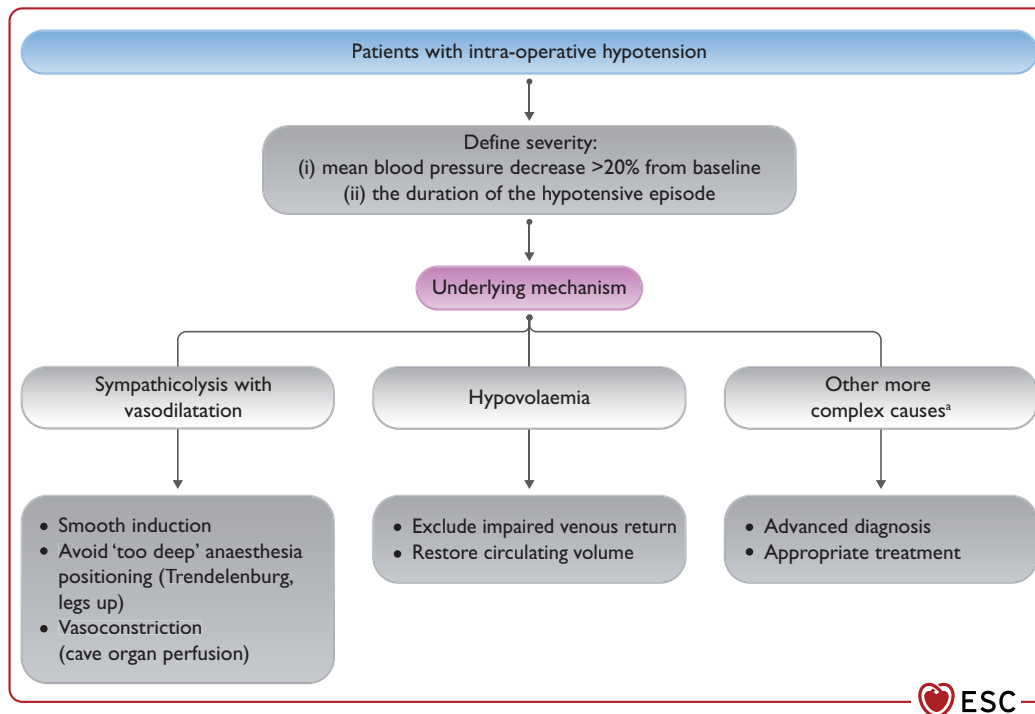 Patients with intra-operative hypotension
Define severity:
(i) mean blood pressure decrease >20% from baseline
(ii) the duration of the hypotensive episode
Underlying mechanism
Sympathicolysis with
vasodilatation
Hypovolaemia
Other more
complex causesᵃ
• Smooth induction
• Avoid ‘too deep’ anaesthesia
positioning (Trendelenburg,
legs up)
• Vasoconstriction
(cave organ perfusion)
• Exclude impaired venous return
• Restore circulating volume
• Advanced diagnosis
• Appropriate treatment
ESC